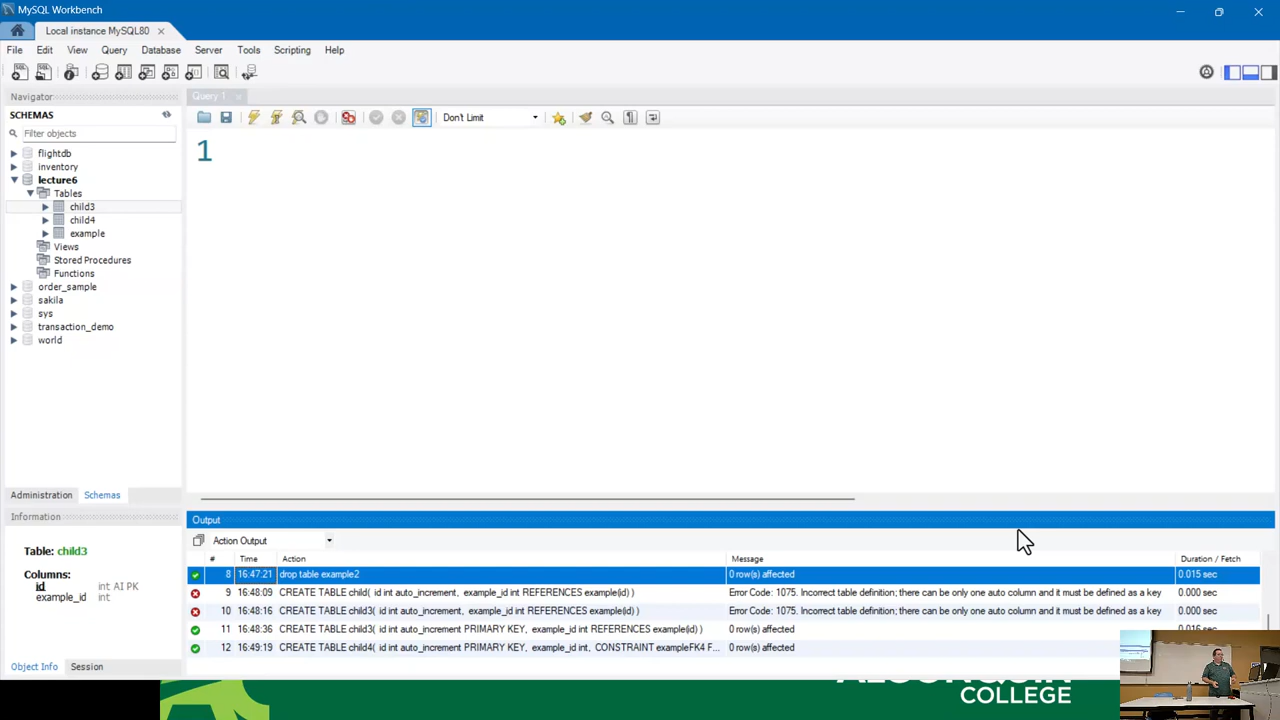 MySQL Workbench
Local instance MySQL80
File Edit View Query Database Server Tools Scripting Help
Navigator
Query 1
SCHEMAS
Filter objects
Don't Limit
1
flightdb
inventory
lecture6
Tables
child3
child4
example
Views
Stored Procedures
Functions
order_sample
sakila
sys
transaction_demo
world
Administration Schemas
Information
Table: child3
Columns:
id int AI PK
example_id int
Object Info Session
Output
Action Output
# Time Action Message Duration / Fetch
8 16:47:21 drop table example2 0 row(s) affected 0.015 sec
9 16:48:09 CREATE TABLE child( id int auto_increment, example_id int REFERENCES example(id) ) Error Code: 1075. Incorrect table definition; there can be only one auto column and it must be defined as a key 0.000 sec
10 16:48:16 CREATE TABLE child3( id int auto_increment, example_id int REFERENCES example(id) ) Error Code: 1075. Incorrect table definition; there can be only one auto column and it must be defined as a key 0.000 sec
11 16:48:36 CREATE TABLE child3( id int auto_increment PRIMARY KEY, example_id int REFERENCES example(id) ) 0 row(s) affected 0.016 sec
12 16:49:19 CREATE TABLE child4( id int auto_increment PRIMARY KEY, example_id int, CONSTRAINT exampleFK4 F... 0 row(s) affected
COLLEGE